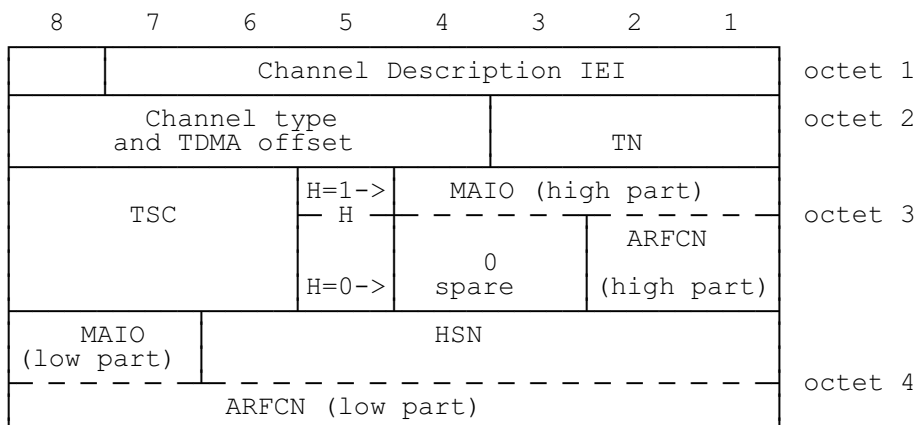 8 7 6 5 4 3 2 1
Channel Description IEI octet 1
Channel type octet 2
and TDMA offset TN
H=1-> MAIO (high part)
TSC H octet 3
ARFCN
0
H=0-> spare (high part)
MAIO HSN
(low part)
octet 4
ARFCN (low part)